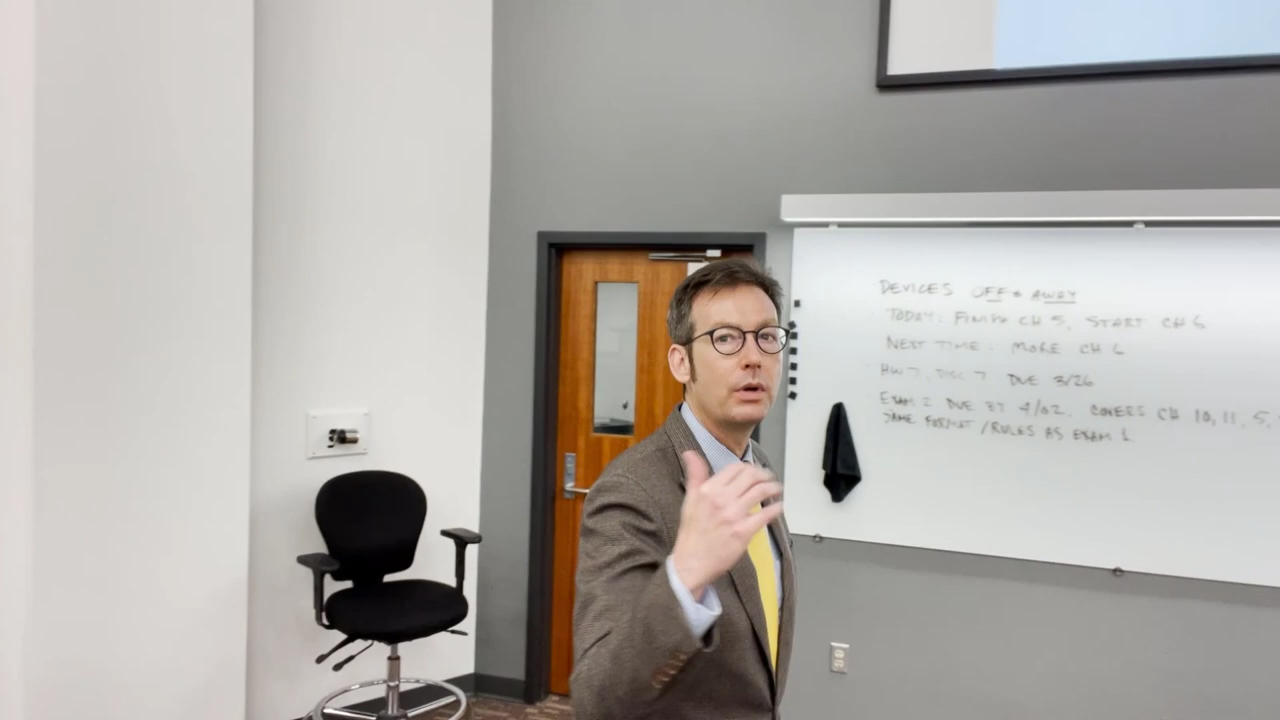 DEVICES OFF & AWAY
TODAY: FINISH CH 5, START CH 6
NEXT TIME: MORE CH 6
HW 7, DISC 7 DUE 3/26
EXAM 2 DUE BY 4/02, COVERS CH 10, 11, 5,
SAME FORMAT/RULES AS EXAM 1